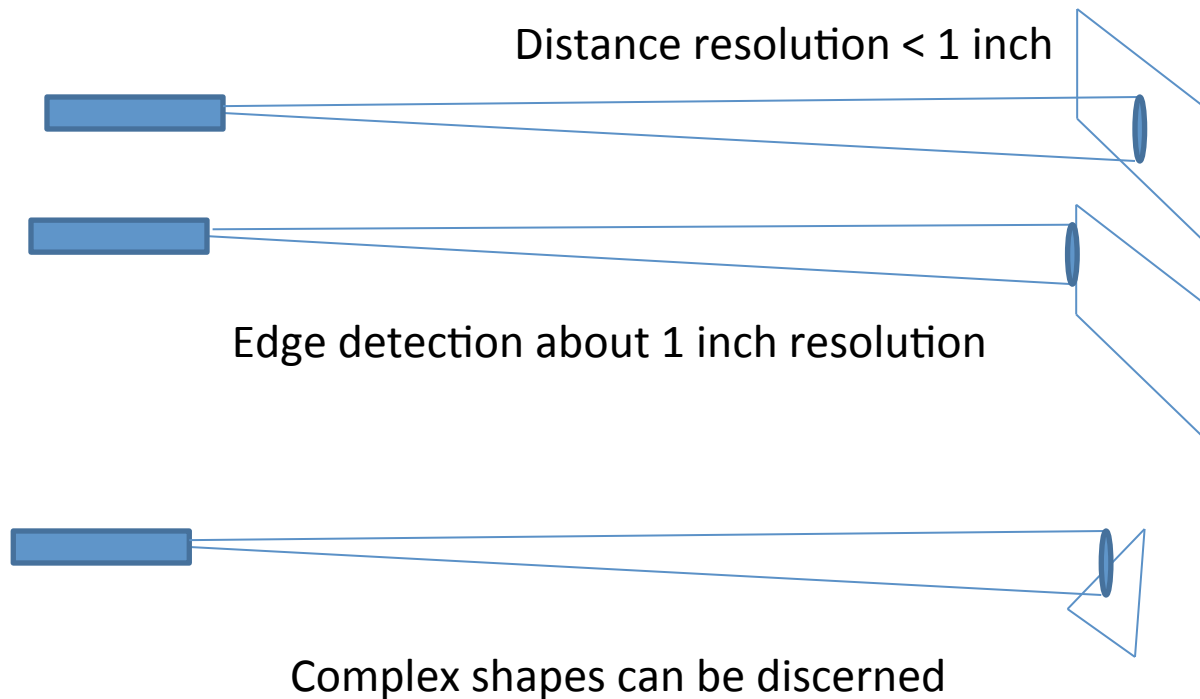 Distance resolution < 1 inch
Edge detection about 1 inch resolution
Complex shapes can be discerned